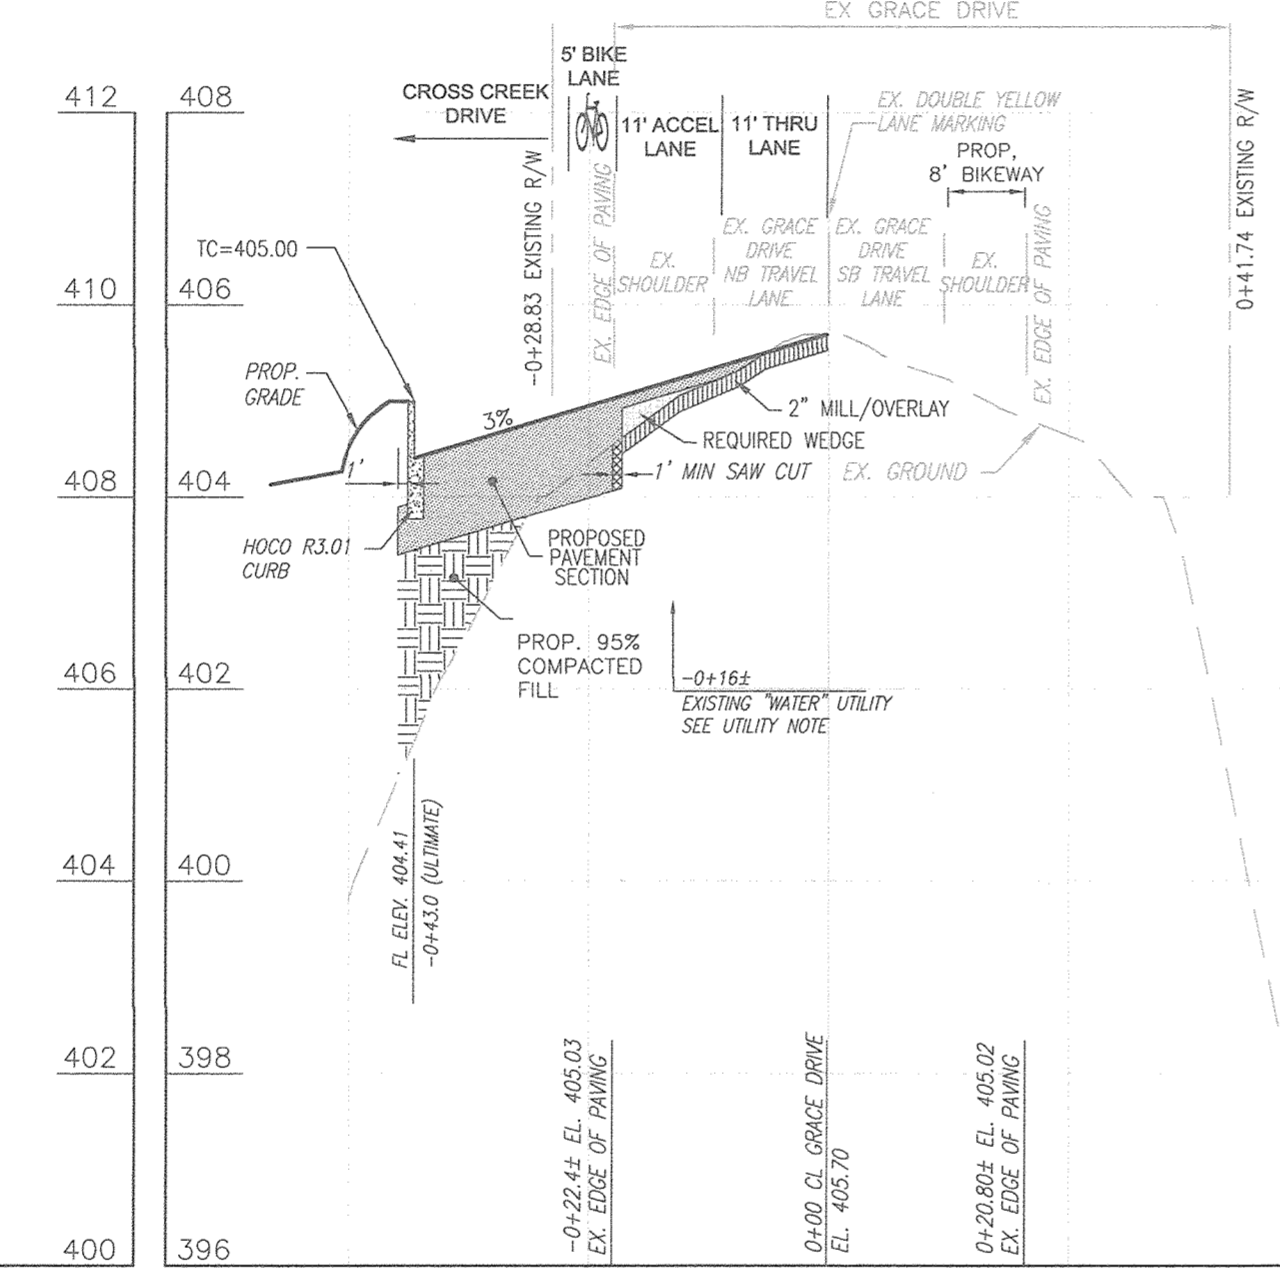 EX GRACE DRIVE
5' BIKE
LANE
412
408
CROSS CREEK
DRIVE
11' ACCEL
LANE
11' THRU
LANE
EX. DOUBLE YELLOW
LANE MARKING
PROP,
8' BIKEWAY
0+41.74 EXISTING R/W
-0+28.83 EXISTING R/W
EX. EDGE OF PAVING
TC=405.00
EX.
SHOULDER
EX. GRACE
DRIVE
NB TRAVEL
LANE
EX. GRACE
DRIVE
SB TRAVEL
LANE
EX.
SHOULDER
EX. EDGE OF PAVING
410
406
PROP.
GRADE
3%
2" MILL/OVERLAY
REQUIRED WEDGE
1'
1' MIN SAW CUT
EX. GROUND
408
404
HOCO R3.01
CURB
PROPOSED
PAVEMENT
SECTION
PROP. 95%
COMPACTED
FILL
-0+16±
EXISTING "WATER" UTILITY
SEE UTILITY NOTE
406
402
FL ELEV. 404.41
-0+43.0 (ULTIMATE)
404
400
402
398
-0+22.4± EL. 405.03
EX. EDGE OF PAVING
0+00 CL GRACE DRIVE
EL. 405.70
0+20.80± EL. 405.02
EX. EDGE OF PAVING
400
396